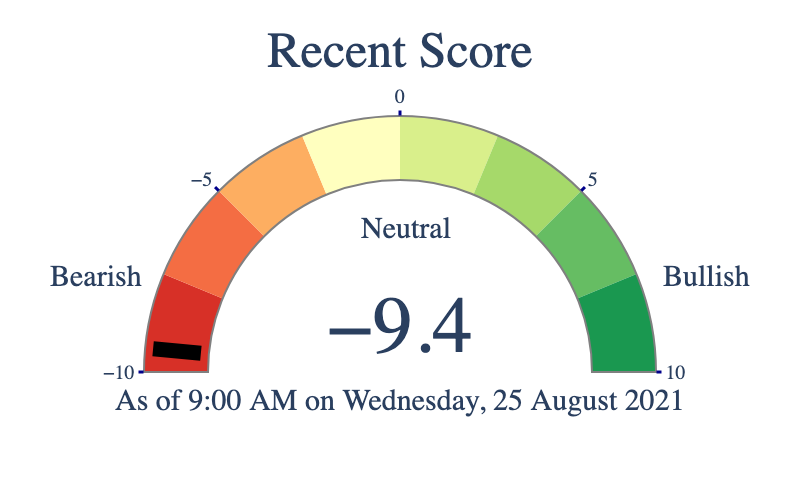 Recent Score
0
−5
5
Neutral
Bearish
Bullish
−9.4
−10
10
As of 9:00 AM on Wednesday, 25 August 2021